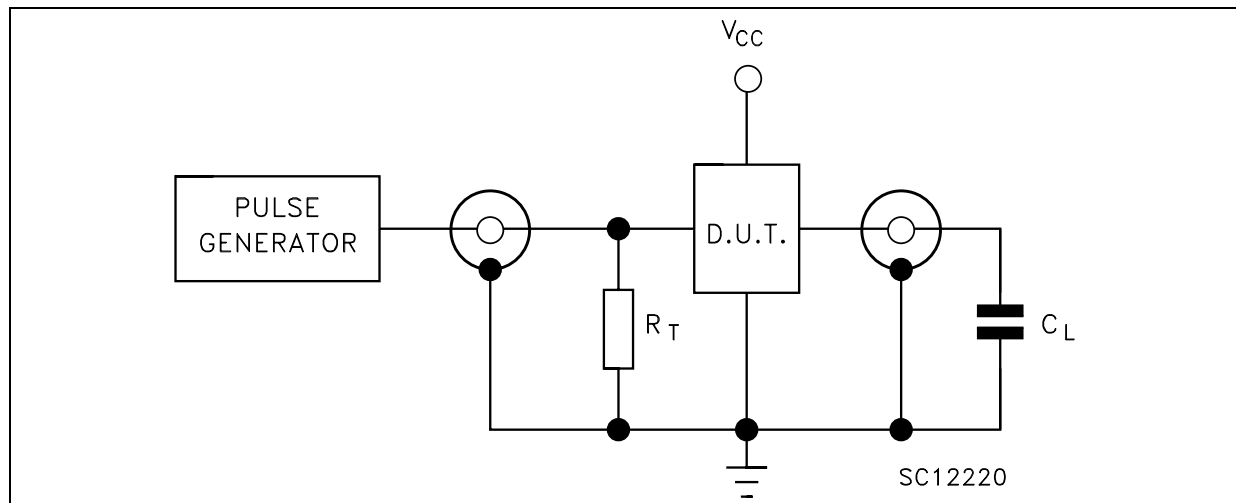 VCC
PULSE
GENERATOR
D.U.T.
RT
CL
SC12220